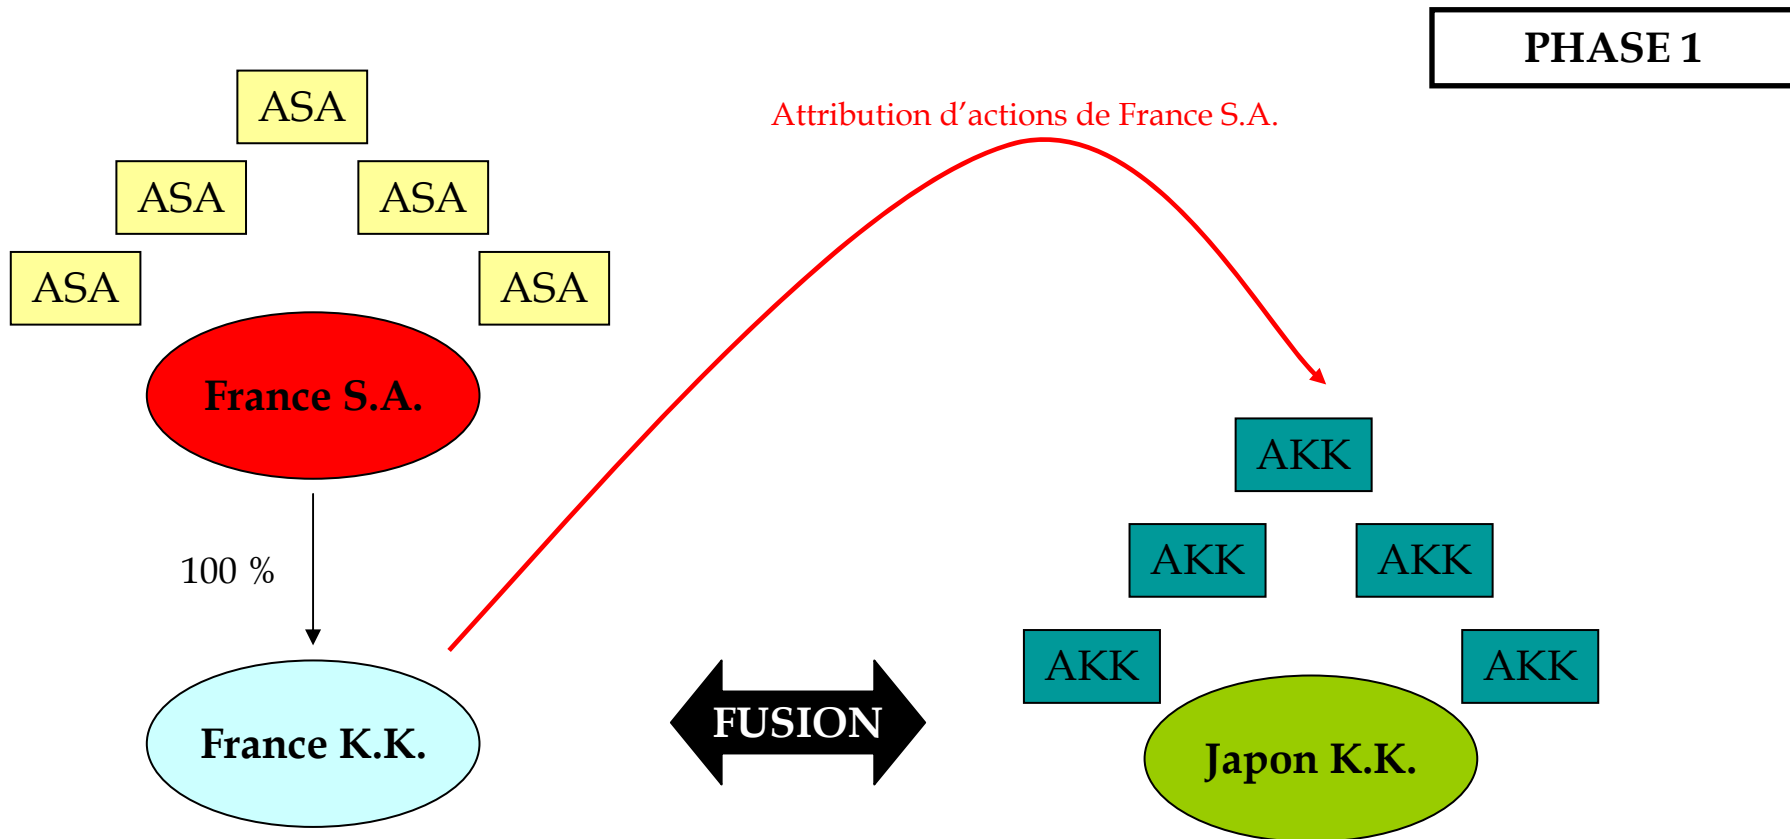 PHASE 1
ASA
Attribution d’actions de France S.A.
ASA
ASA
ASA
ASA
France S.A.
AKK
100 %
AKK
AKK
AKK
AKK
France K.K.
FUSION
Japon K.K.